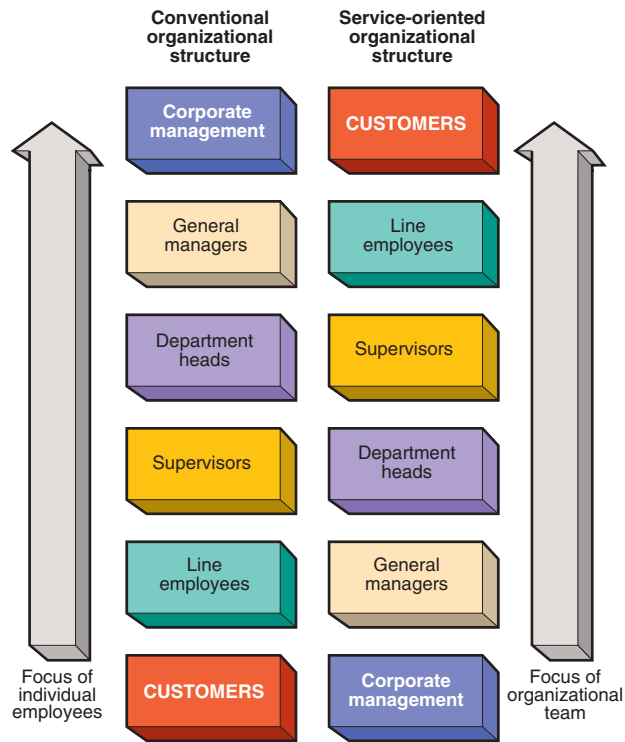 Conventional
organizational
structure
Service-oriented
organizational
structure
Corporate
management
CUSTOMERS
General
managers
Line
employees
Department
heads
Supervisors
Supervisors
Department
heads
Line
employees
General
managers
CUSTOMERS
Corporate
management
Focus of
individual
employees
Focus of
organizational
team